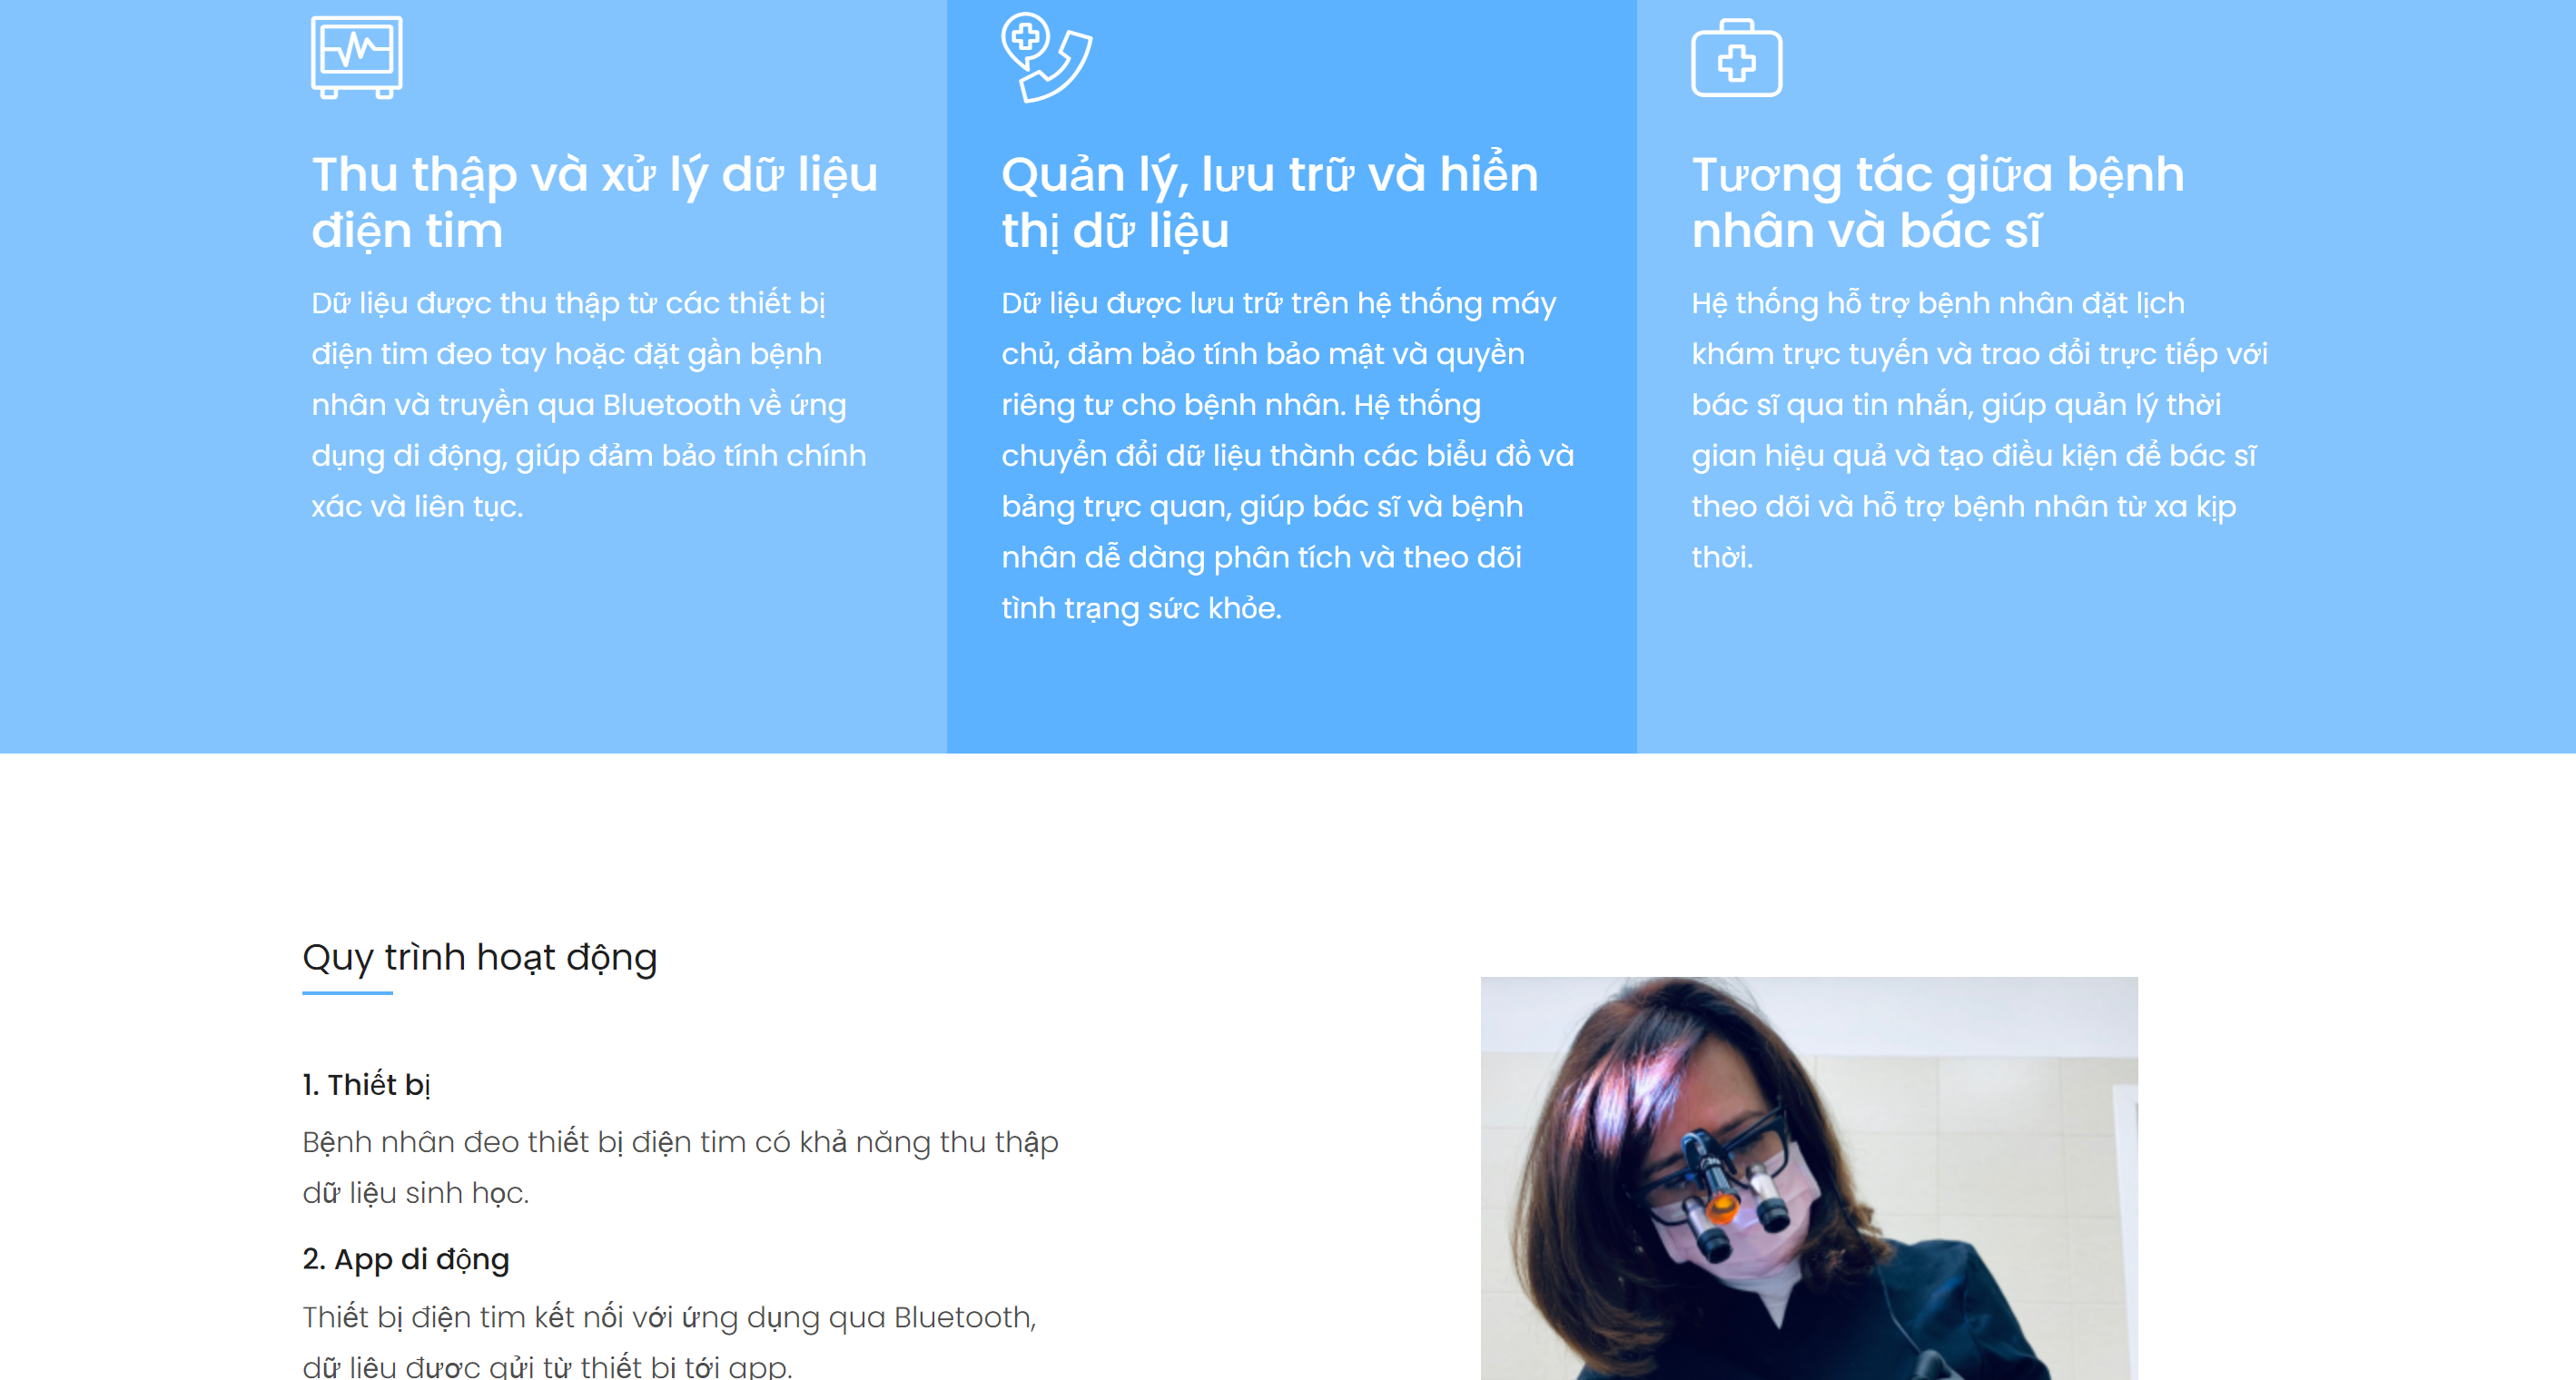 Thu thập và xử lý dữ liệu
điện tim
Dữ liệu được thu thập từ các thiết bị
điện tim đeo tay hoặc đặt gần bệnh
nhân và truyền qua Bluetooth về ứng
dụng di động, giúp đảm bảo tính chính
xác và liên tục.
Quản lý, lưu trữ và hiển
thị dữ liệu
Dữ liệu được lưu trữ trên hệ thống máy
chủ, đảm bảo tính bảo mật và quyền
riêng tư cho bệnh nhân. Hệ thống
chuyển đổi dữ liệu thành các biểu đồ và
bảng trực quan, giúp bác sĩ và bệnh
nhân dễ dàng phân tích và theo dõi
tình trạng sức khỏe.
Tương tác giữa bệnh
nhân và bác sĩ
Hệ thống hỗ trợ bệnh nhân đặt lịch
khám trực tuyến và trao đổi trực tiếp với
bác sĩ qua tin nhắn, giúp quản lý thời
gian hiệu quả và tạo điều kiện để bác sĩ
theo dõi và hỗ trợ bệnh nhân từ xa kịp
thời.
Quy trình hoạt động
1. Thiết bị
Bệnh nhân đeo thiết bị điện tim có khả năng thu thập
dữ liệu sinh học.
2. App di động
Thiết bị điện tim kết nối với ứng dụng qua Bluetooth,
dữ liệu được gửi từ thiết bị tới app.